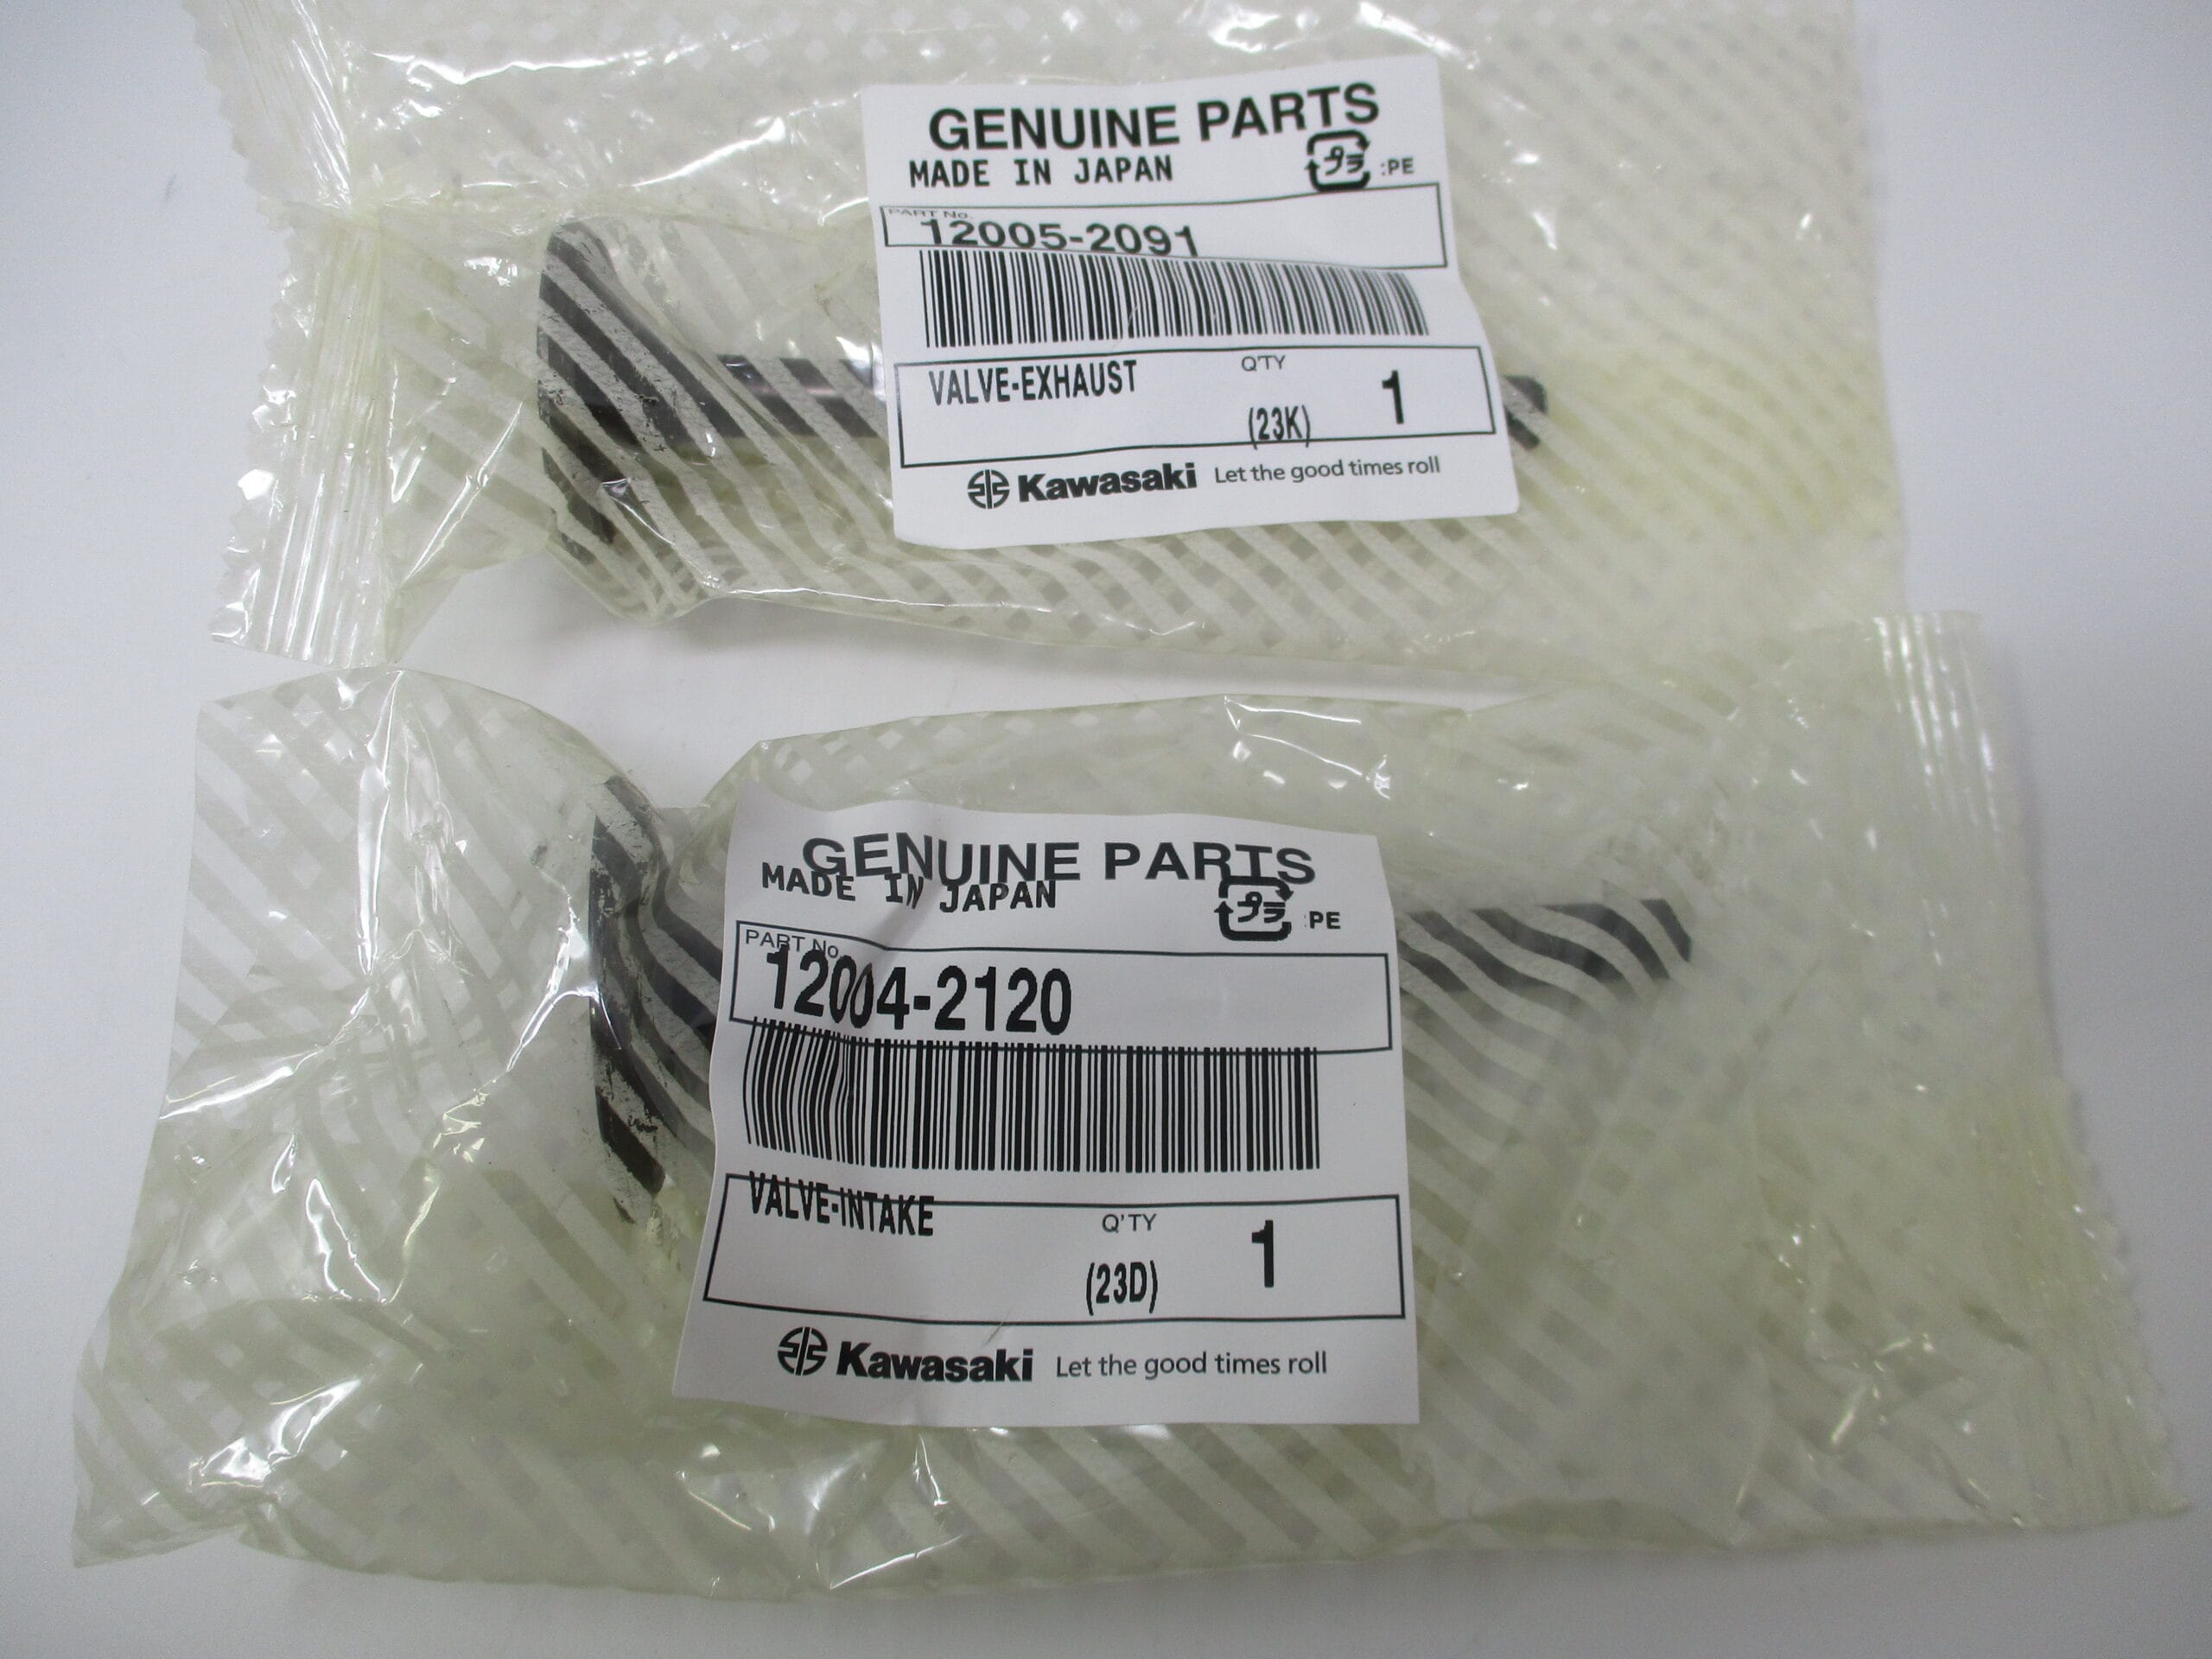 GENUINE PARTS
MADE IN JAPAN
プラ :PE
PART No.
12005-2091
VALVE-EXHAUST
Q'TY
(23K) 1
Kawasaki Let the good times roll
GENUINE PARTS
MADE IN JAPAN
プラ :PE
PART No.
12004-2120
VALVE-INTAKE
Q'TY
(23D) 1
Kawasaki Let the good times roll